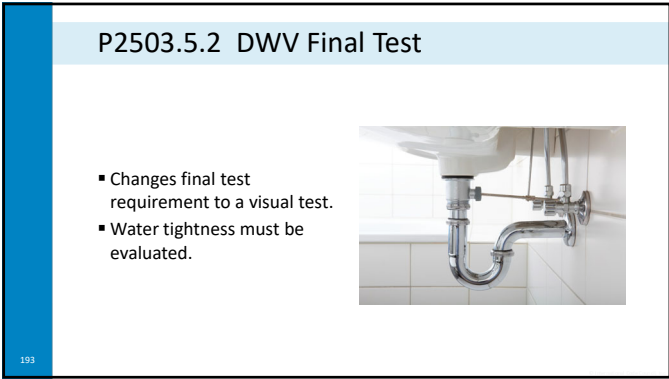 P2503.5.2 DWV Final Test
▪ Changes final test
requirement to a visual test.
▪ Water tightness must be
evaluated.
193